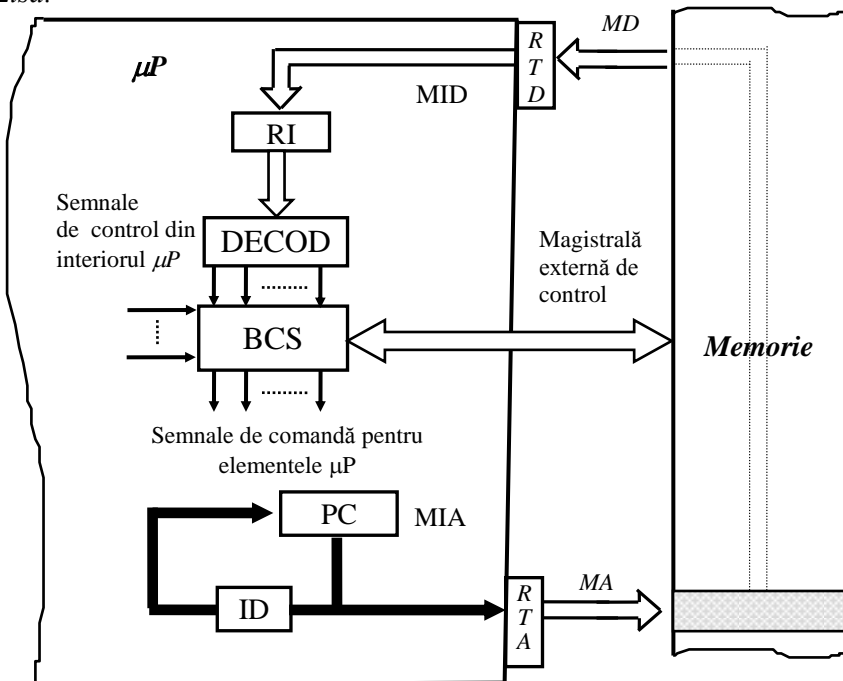 μP
MD
R
T
D
MID
RI
Semnale
de control din
interiorul μP
DECOD
Magistrală
externă de
control
BCS
Memorie
Semnale de comandă pentru
elementele μP
PC
MIA
ID
R
T
A
MA